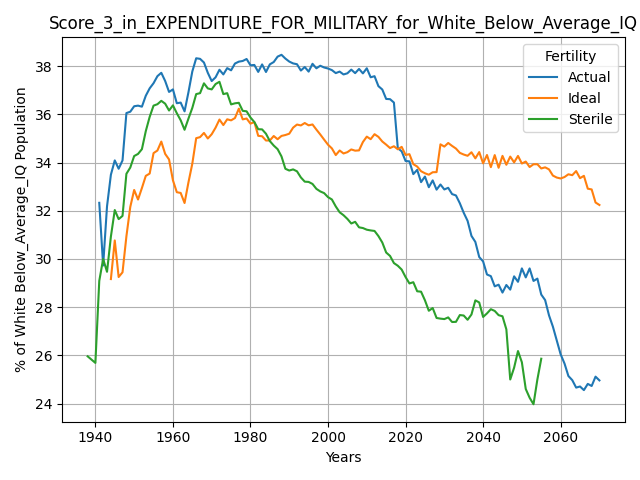 Score_3_in_EXPENDITURE_FOR_MILITARY_for_White_Below_Average_IQ
Fertility
Actual
Ideal
Sterile
% of White Below_Average_IQ Population
38
36
34
32
30
28
26
24
1940
1960
1980
2000
2020
2040
2060
Years